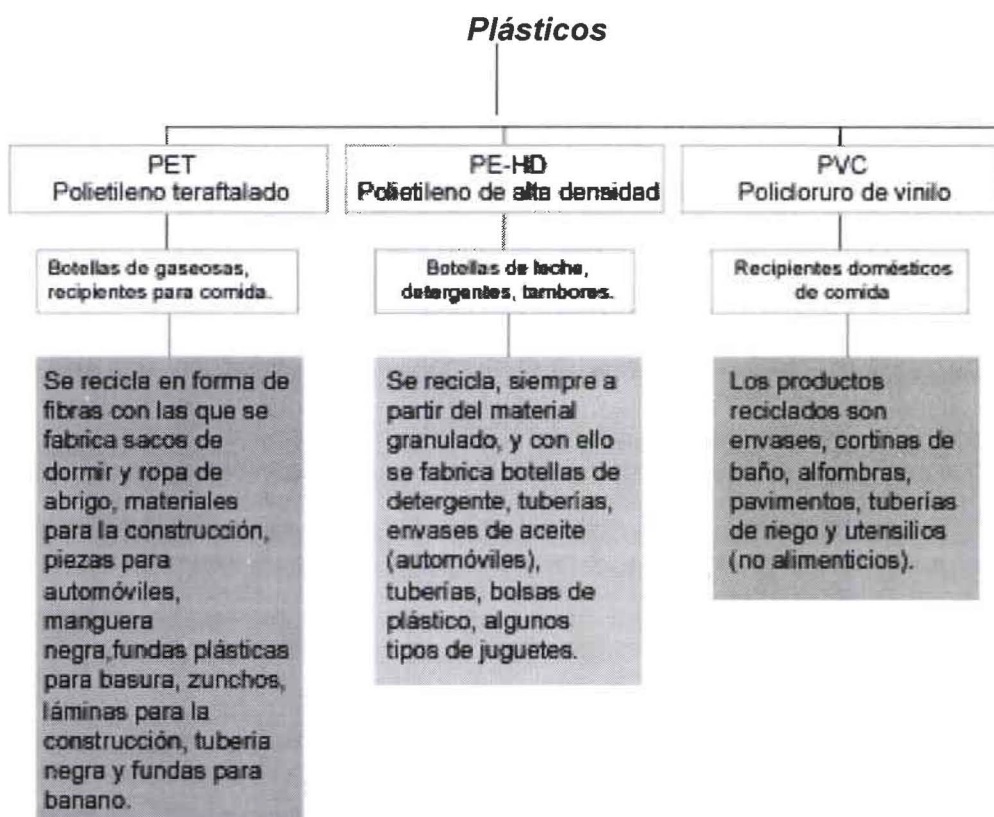 Plásticos
PET
Polietileno teraftalado
Botellas de gaseosas,
recipientes para comida.
Se recicla en forma de
fibras con las que se
fabrica sacos de
dormir y ropa de
abrigo, materiales
para la construcción,
piezas para
automóviles,
manguera
negra,fundas plásticas
para basura, zunchos,
láminas para la
construcción, tubería
negra y fundas para
banano.
PE-HD
Polietileno de alta densidad
Botellas de leche,
detergentes, tambores.
Se recicla, siempre a
partir del material
granulado, y con ello
se fabrica botellas de
detergente, tuberías,
envases de aceite
(automóviles),
tuberías, bolsas de
plástico, algunos
tipos de juguetes.
PVC
Policloruro de vinilo
Recipientes domésticos
de comida
Los productos
reciclados son
envases, cortinas de
baño, alfombras,
pavimentos, tuberías
de riego y utensilios
(no alimenticios).